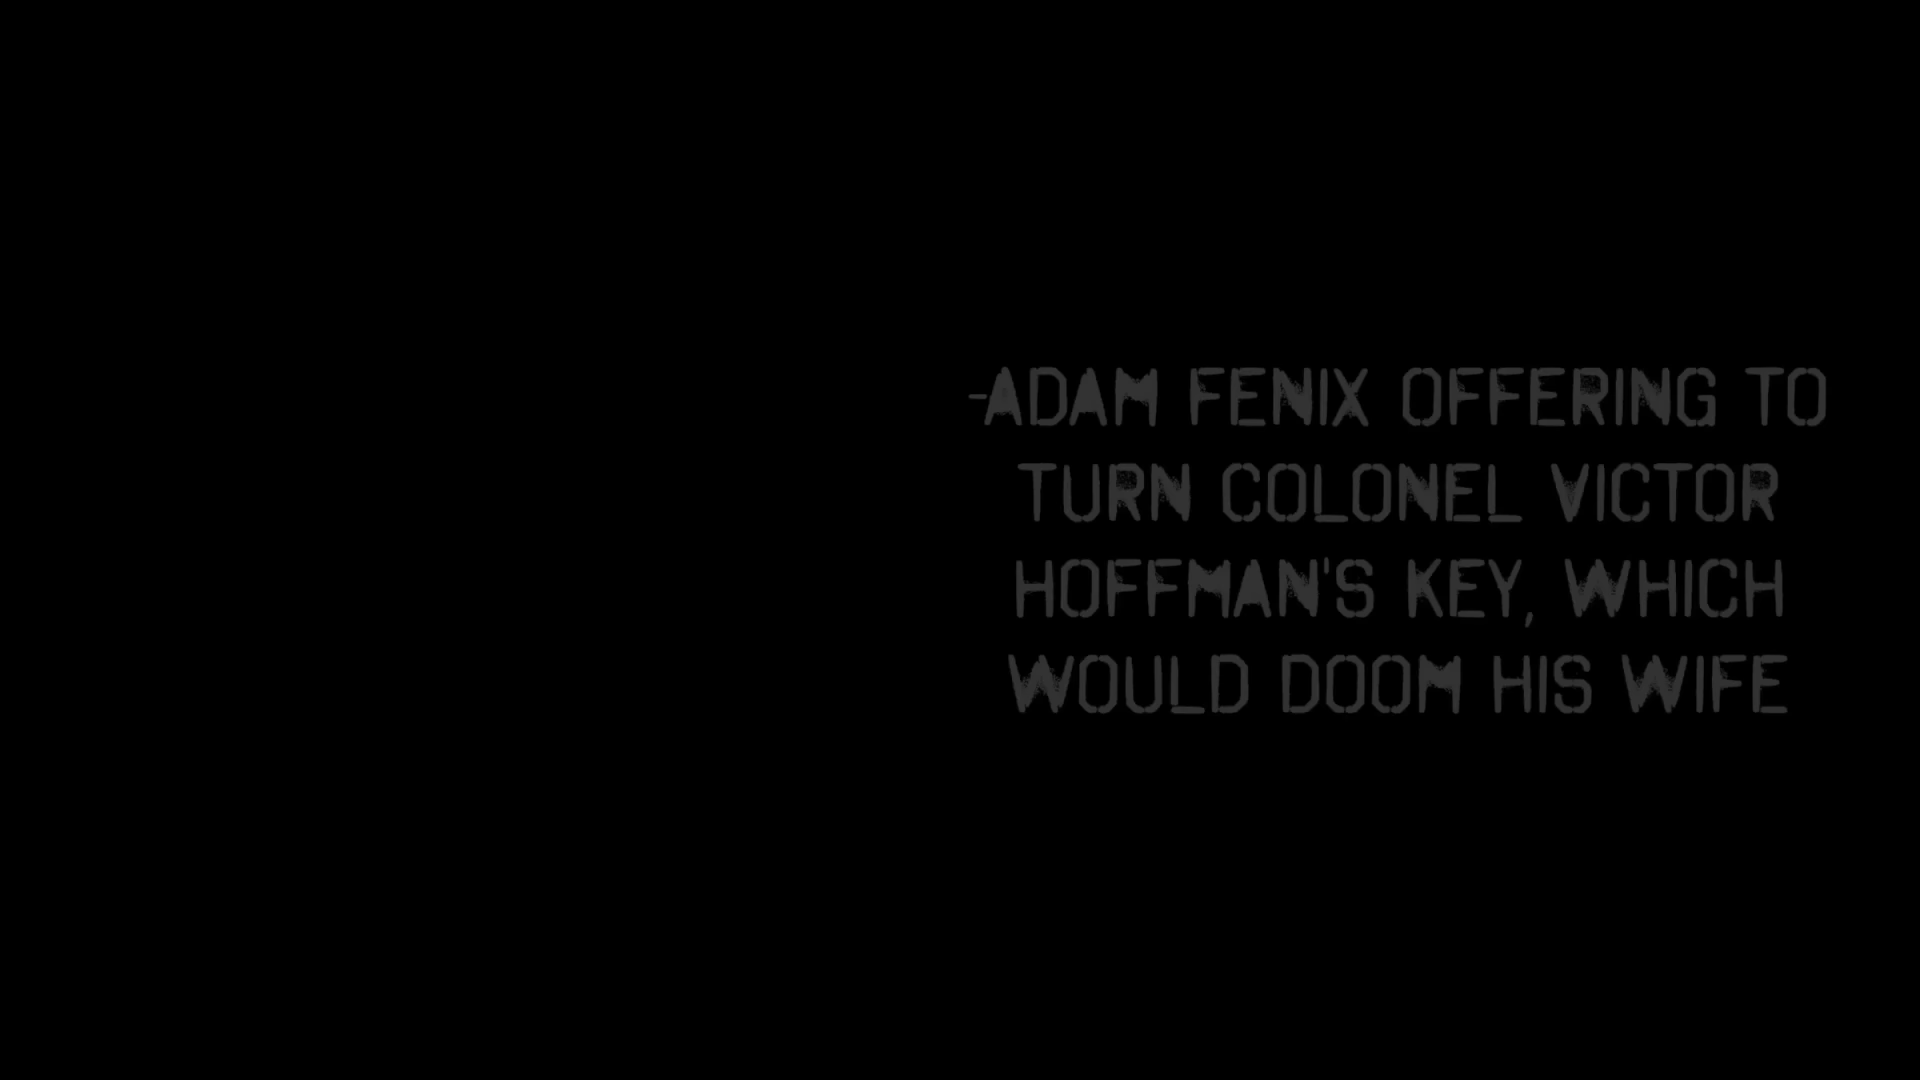 -ADAM FENIX OFFERING TO
TURN COLONEL VICTOR
HOFFMAN'S KEY, WHICH
WOULD DOOM HIS WIFE